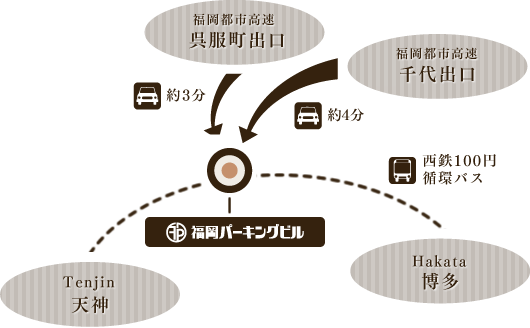 福岡都市高速
呉服町出口
福岡都市高速
千代出口
約3分
約4分
西鉄100円
循環バス
福岡パーキングビル
Tenjin
天神
Hakata
博多